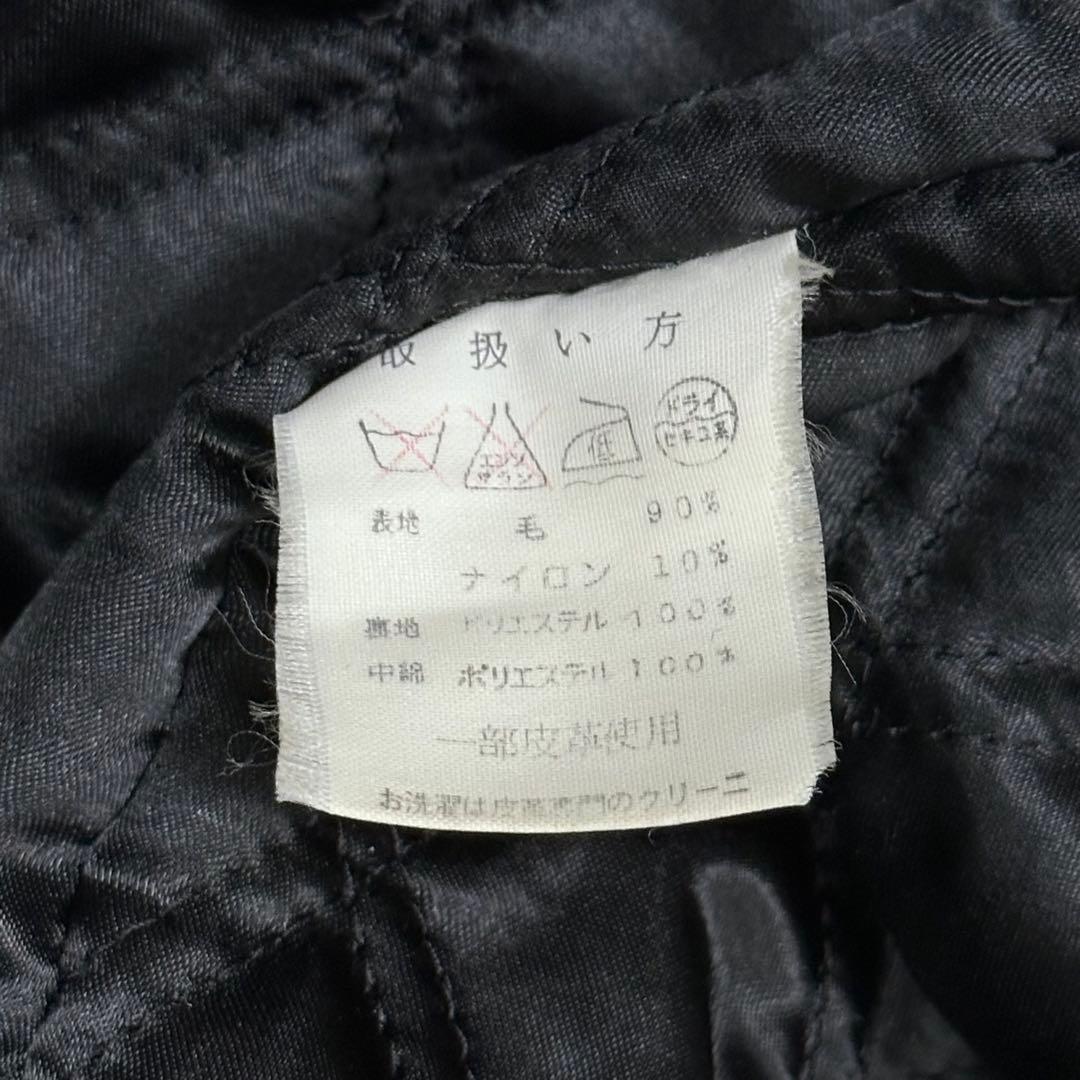 取扱い方
エンソ
サラシ
低
ドライ
セキユ系
表地 毛 90%
ナイロン 10%
裏地 ポリエステル 100%
中綿 ポリエステル 100%
一部皮革使用
お洗濯は皮革専門のクリーニ